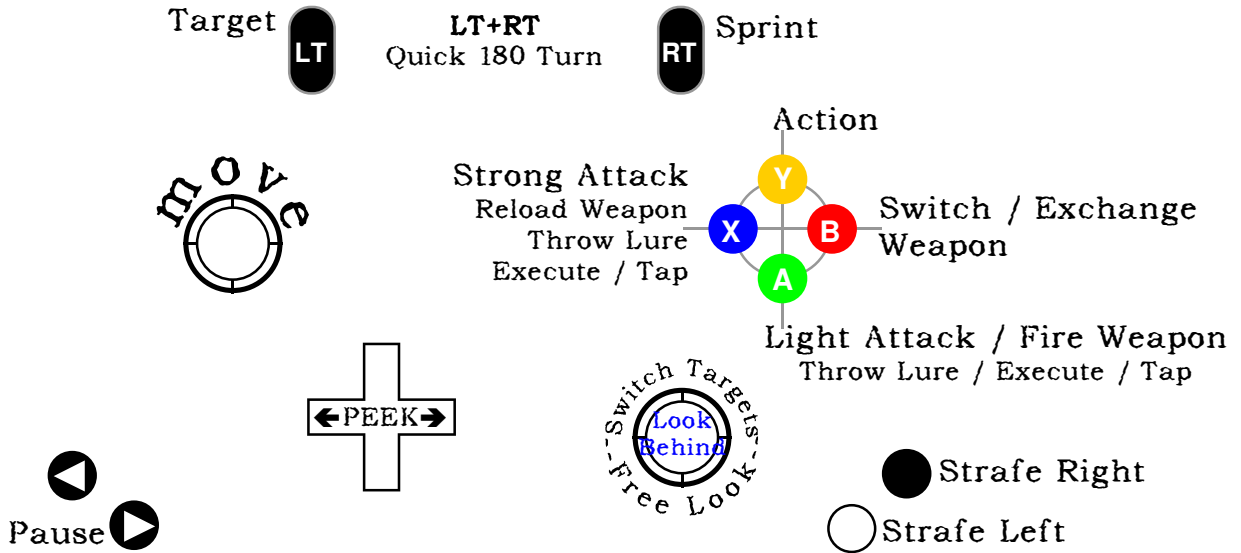 Target
LT
LT+RT
Quick 180 Turn
RT
Sprint
move
Action
Y
Strong Attack
Reload Weapon
Throw Lure
Execute / Tap
X
B
Switch / Exchange
Weapon
A
Light Attack / Fire Weapon
Throw Lure / Execute / Tap
PEEK
Switch Targets
Look
Behind
Free Look
Pause
Strafe Right
Strafe Left